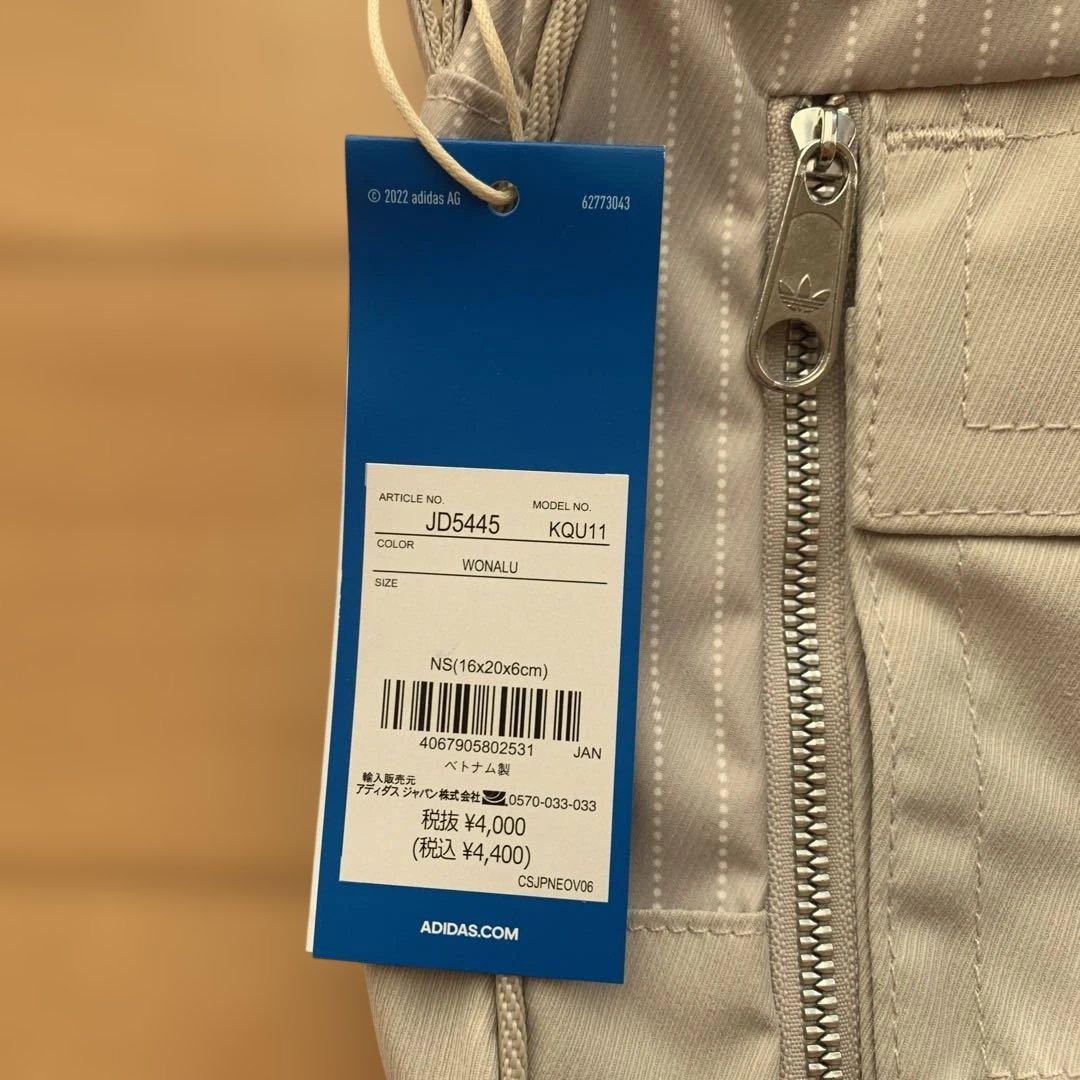 © 2022 adidas AG
62773043
ARTICLE NO.
MODEL NO.
JD5445
KQU11
COLOR
WONALU
SIZE
NS(16x20x6cm)
4067905802531
JAN
ベトナム製
輸入販売元
アディダス ジャパン株式会社
0570-033-033
税抜 ¥4,000
(税込 ¥4,400)
CSJPNEOV06
ADIDAS.COM